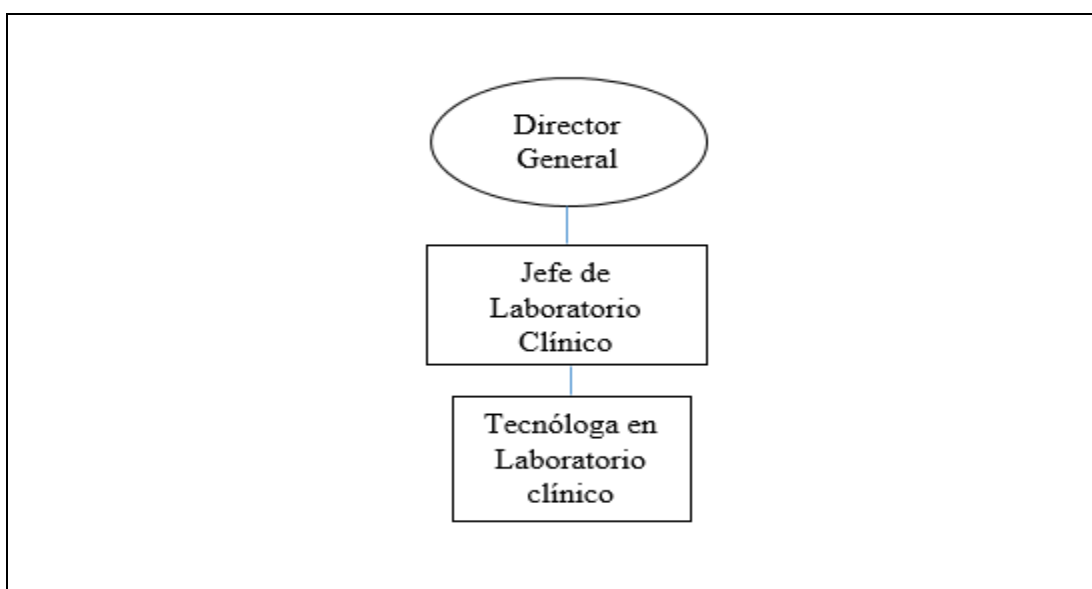 Director
General
Jefe de
Laboratorio
Clínico
Tecnóloga en
Laboratorio
clínico